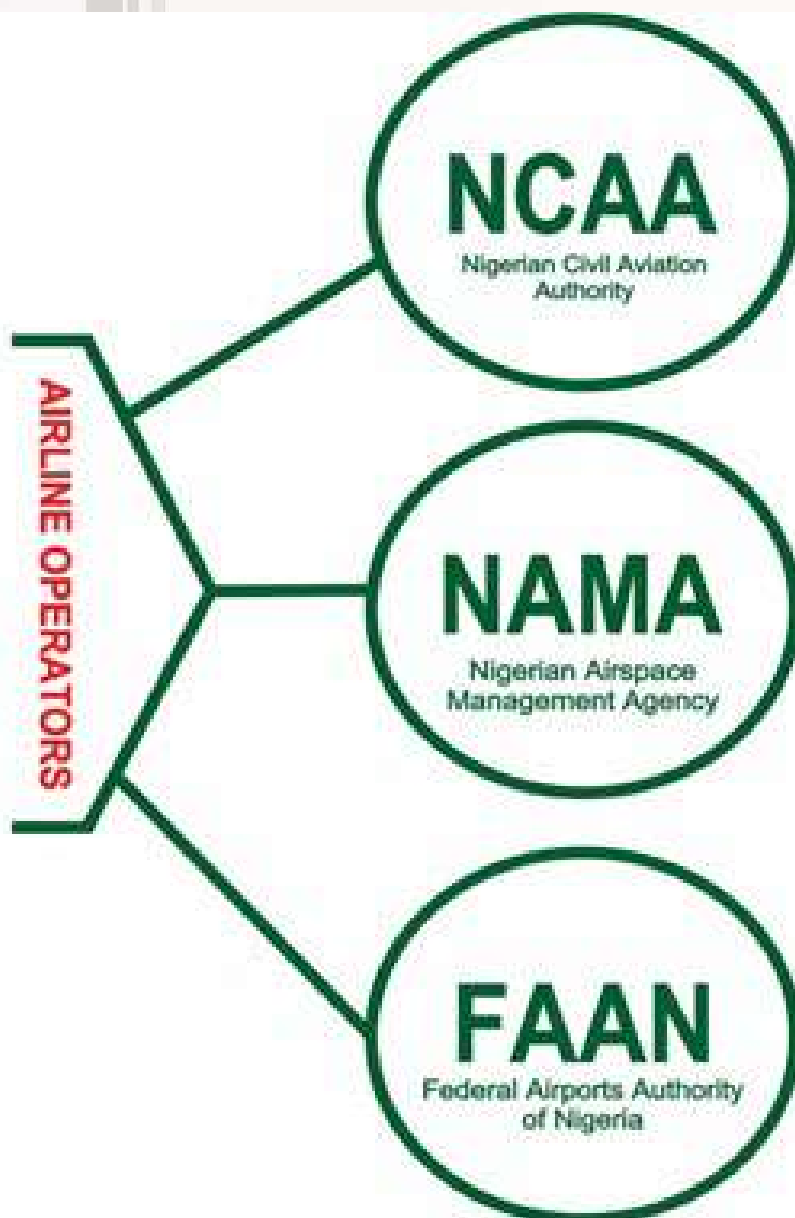 AIRLINE OPERATORS
NCAA
Nigerian Civil Aviation
Authority
NAMA
Nigerian Airspace
Management Agency
FAAN
Federal Airports Authority
of Nigeria